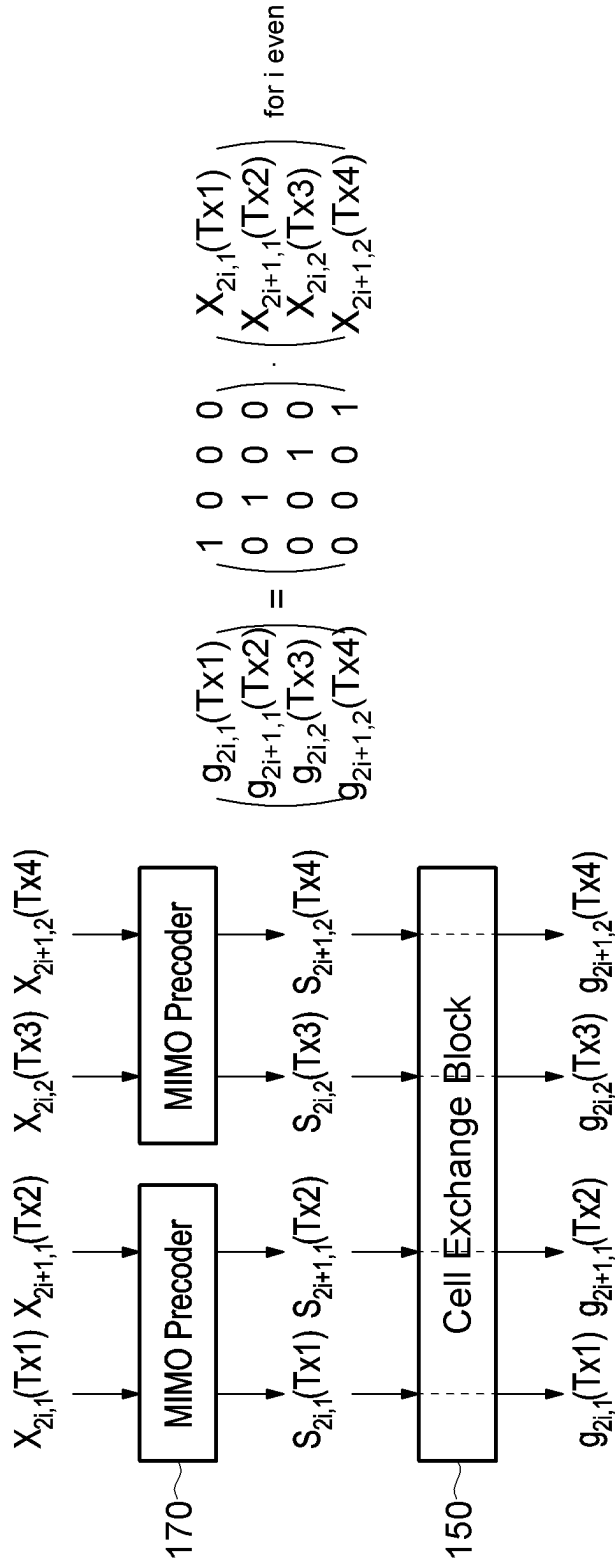 X2i,1(Tx1) X2i+1,1(Tx2) X2i,2(Tx3) X2i+1,2(Tx4)
170
MIMO Precoder MIMO Precoder
S2i,1(Tx1) S2i+1,1(Tx2) S2i,2(Tx3) S2i+1,2(Tx4)
150
Cell Exchange Block
g2i,1(Tx1) g2i+1,1(Tx2) g2i,2(Tx3) g2i+1,2(Tx4)
g2i,1(Tx1) 1 0 0 0 X2i,1(Tx1)
g2i+1,1(Tx2) = 0 1 0 0 · X2i+1,1(Tx2) for i even
g2i,2(Tx3) 0 0 1 0 X2i,2(Tx3)
g2i+1,2(Tx4) 0 0 0 1 X2i+1,2(Tx4)